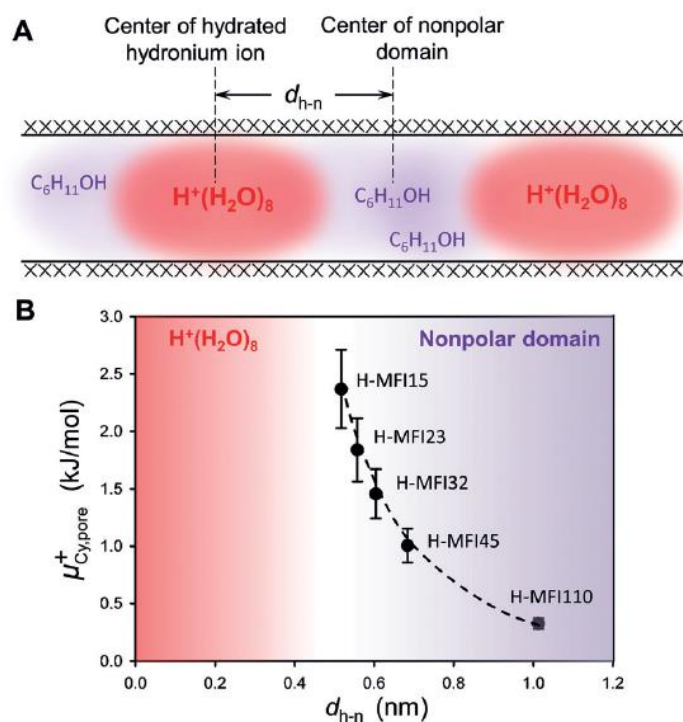 A
Center of hydrated
hydronium ion
Center of nonpolar
domain
d_h-n
C₆H₁₁OH
H⁺(H₂O)₈
C₆H₁₁OH
C₆H₁₁OH
H⁺(H₂O)₈
B
H⁺(H₂O)₈
Nonpolar domain
3.0
2.5
2.0
1.5
1.0
0.5
0.0
μ⁺_Cy,pore (kJ/mol)
H-MFI15
H-MFI23
H-MFI32
H-MFI45
H-MFI110
0.0 0.2 0.4 0.6 0.8 1.0 1.2
d_h-n (nm)